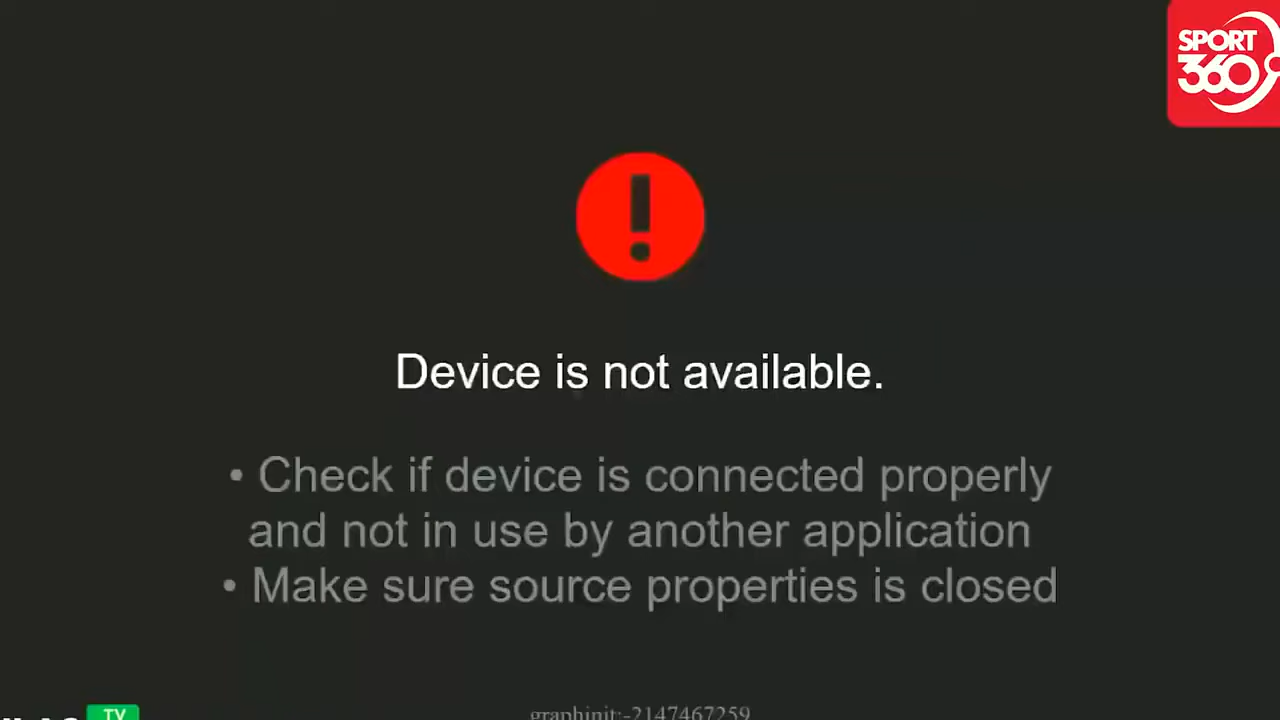 SPORT
360
Device is not available.
• Check if device is connected properly
and not in use by another application
• Make sure source properties is closed
TV
graphinit:-2147467259